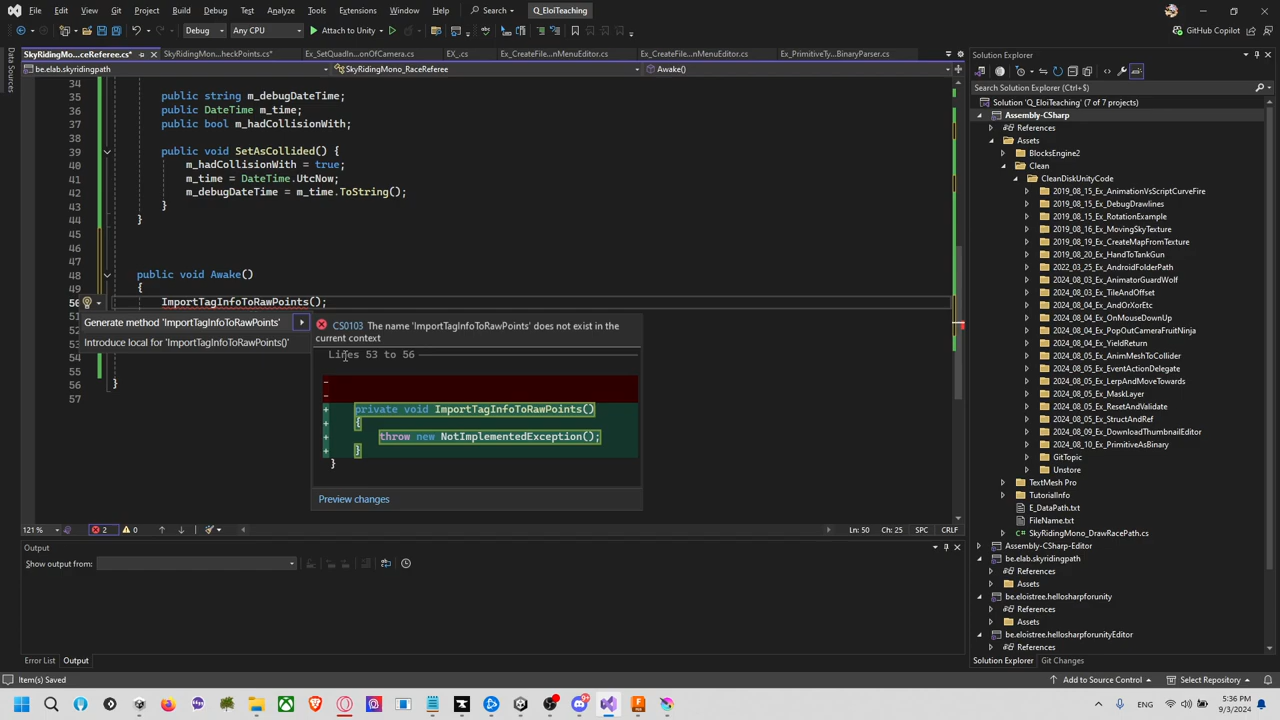 File Edit View Git Project Build Debug Test Analyze Tools Extensions Window Help Search Q_EloiTeaching
Debug Any CPU Attach to Unity GitHub Copilot
SkyRidingMo...ceReferee.cs* SkyRidingMon...heckPoints.cs* Ex_SetQuadIn...onOfCamera.cs EX_.cs Ex_CreateFil...nMenuEditor.cs Ex_CreateFil...nMenuEditor.cs Ex_PrimitiveTy...BinaryParser.cs
be.elab.skyridingpath SkyRidingMono_RaceReferee Awake()
Data Sources
34
35 public string m_debugDateTime;
36 public DateTime m_time;
37 public bool m_hadCollisionWith;
38
39 public void SetAsCollided() {
40 m_hadCollisionWith = true;
41 m_time = DateTime.UtcNow;
42 m_debugDateTime = m_time.ToString();
43 }
44 }
45
46
47
48 public void Awake()
49 {
50 ImportTagInfoToRawPoints();
Generate method 'ImportTagInfoToRawPoints'
Introduce local for 'ImportTagInfoToRawPoints()'
CS0103 The name 'ImportTagInfoToRawPoints' does not exist in the
current context
Lines 53 to 56
-
-
+ private void ImportTagInfoToRawPoints()
+ {
+ throw new NotImplementedException();
+ }
}
Preview changes
54
55
56 }
57
121 % 2 0 Ln: 50 Ch: 25 SPC CRLF
Output
Show output from:
Error List Output
Item(s) Saved
Solution Explorer
Search Solution Explorer (Ctrl+$)
Solution 'Q_EloiTeaching' (7 of 7 projects)
Assembly-CSharp
References
Assets
BlocksEngine2
Clean
CleanDiskUnityCode
2019_08_15_Ex_AnimationVsScriptCurveFire
2019_08_15_Ex_DebugDrawlines
2019_08_15_Ex_RotationExample
2019_08_16_Ex_MovingSkyTexture
2019_08_20_Ex_CreateMapFromTexture
2019_08_20_Ex_HandToTankGun
2022_03_25_Ex_AndroidFolderPath
2024_08_03_Ex_AnimatorGuardWolf
2024_08_03_Ex_TileAndOffset
2024_08_04_Ex_AndOrXorEtc
2024_08_04_Ex_OnMouseDownUp
2024_08_04_Ex_PopOutCameraFruitNinja
2024_08_04_Ex_YieldReturn
2024_08_05_Ex_AnimMeshToCollider
2024_08_05_Ex_EventActionDelegate
2024_08_05_Ex_LerpAndMoveTowards
2024_08_05_Ex_MaskLayer
2024_08_06_Ex_ResetAndValidate
2024_08_06_Ex_StructAndRef
2024_08_09_Ex_DownloadThumbnailEditor
2024_08_10_Ex_PrimitiveAsBinary
GitTopic
Unstore
TextMesh Pro
TutorialInfo
E_DataPath.txt
FileName.txt
SkyRidingMono_DrawRacePath.cs
Assembly-CSharp-Editor
be.elab.skyridingpath
References
Assets
be.eloistree.hellosharpforunity
References
Assets
be.eloistree.hellosharpforunityEditor
References
Solution Explorer Git Changes
Add to Source Control Select Repository
ENG 5:36 PM
9/3/2024